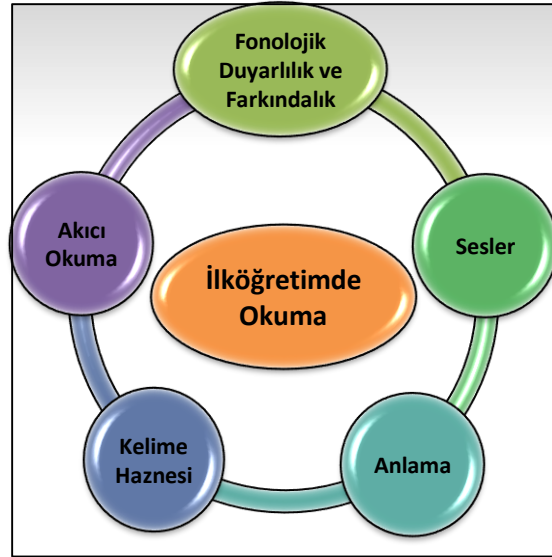 Fonolojik
Duyarlılık ve
Farkındalık
Akıcı
Okuma
Sesler
İlköğretimde
Okuma
Kelime
Haznesi
Anlama